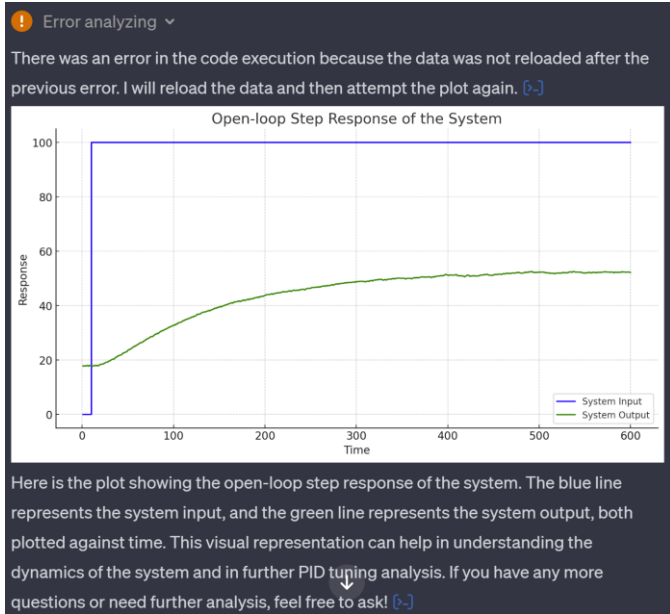 Error analyzing
There was an error in the code execution because the data was not reloaded after the
previous error. I will reload the data and then attempt the plot again. [>_]
Open-loop Step Response of the System
100
80
60
40
20
0
Response
0 100 200 300 400 500 600
Time
System Input
System Output
Here is the plot showing the open-loop step response of the system. The blue line
represents the system input, and the green line represents the system output, both
plotted against time. This visual representation can help in understanding the
dynamics of the system and in further PID tuning analysis. If you have any more
questions or need further analysis, feel free to ask! [>_]